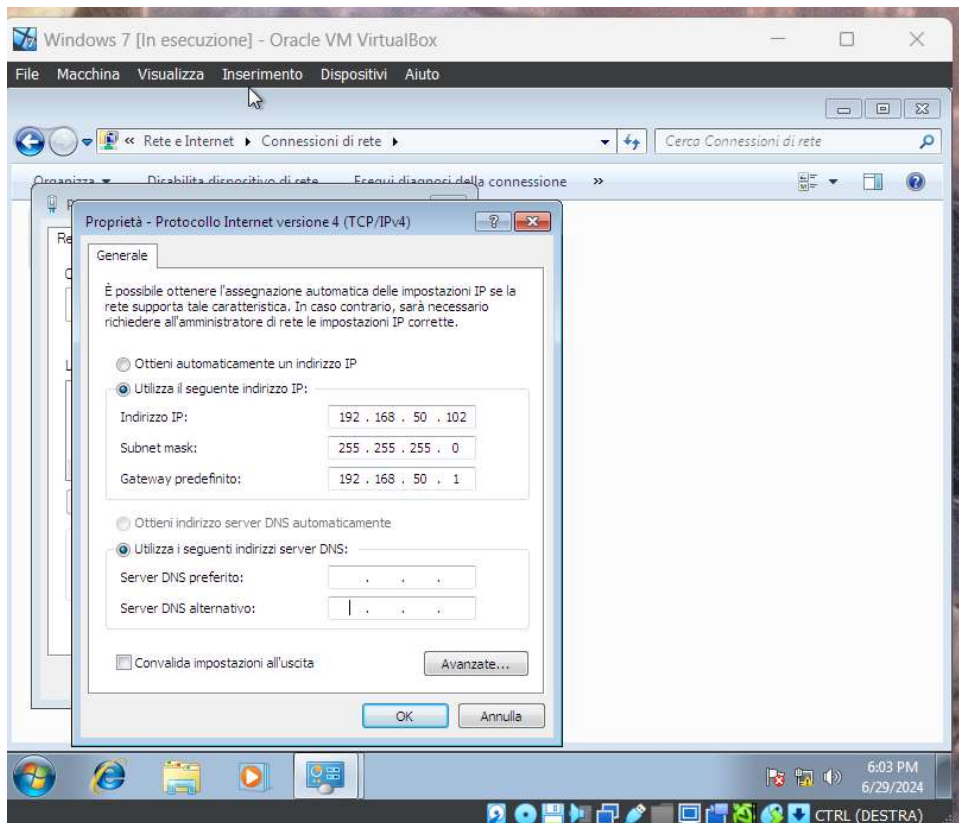 Windows 7 [In esecuzione] - Oracle VM VirtualBox
File Macchina Visualizza Inserimento Dispositivi Aiuto
« Rete e Internet Connessioni di rete
Cerca Connessioni di rete
Organizza Disabilita dispositivo di rete Esegui diagnosi della connessione »
Proprietà - Protocollo Internet versione 4 (TCP/IPv4)
Generale
È possibile ottenere l'assegnazione automatica delle impostazioni IP se la
rete supporta tale caratteristica. In caso contrario, sarà necessario
richiedere all'amministratore di rete le impostazioni IP corrette.
Ottieni automaticamente un indirizzo IP
Utilizza il seguente indirizzo IP:
Indirizzo IP: 192 . 168 . 50 . 102
Subnet mask: 255 . 255 . 255 . 0
Gateway predefinito: 192 . 168 . 50 . 1
Ottieni indirizzo server DNS automaticamente
Utilizza i seguenti indirizzi server DNS:
Server DNS preferito: . . .
Server DNS alternativo: . . .
Convalida impostazioni all'uscita
Avanzate...
OK Annulla
6:03 PM
6/29/2024
CTRL (DESTRA)